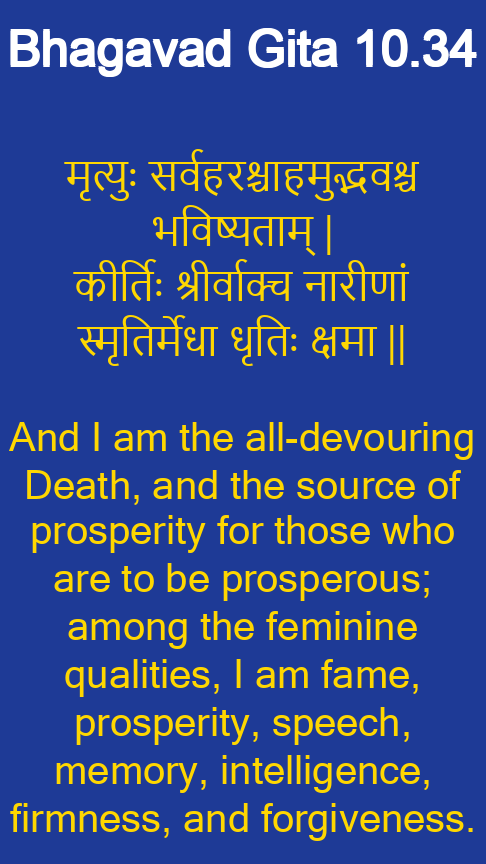 Bhagavad Gita 10.34
मृत्युः सर्वहरश्चाहमुद्भवश्च
भविष्यताम् |
कीर्तिः श्रीर्वाक्च नारीणां
स्मृतिर्मेधा धृतिः क्षमा ||
And I am the all-devouring
Death, and the source of
prosperity for those who
are to be prosperous;
among the feminine
qualities, I am fame,
prosperity, speech,
memory, intelligence,
firmness, and forgiveness.